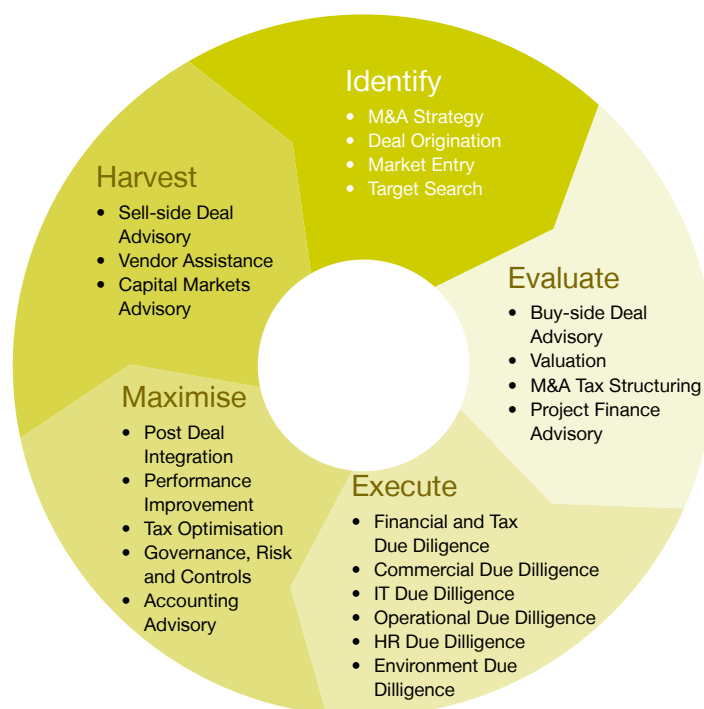 Identify
• M&A Strategy
• Deal Origination
• Market Entry
• Target Search
Evaluate
• Buy-side Deal
Advisory
• Valuation
• M&A Tax Structuring
• Project Finance
Advisory
Execute
• Financial and Tax
Due Diligence
• Commercial Due Dilligence
• IT Due Dilligence
• Operational Due Dilligence
• HR Due Dilligence
• Environment Due
Dilligence
Maximise
• Post Deal
Integration
• Performance
Improvement
• Tax Optimisation
• Governance, Risk
and Controls
• Accounting
Advisory
Harvest
• Sell-side Deal
Advisory
• Vendor Assistance
• Capital Markets
Advisory